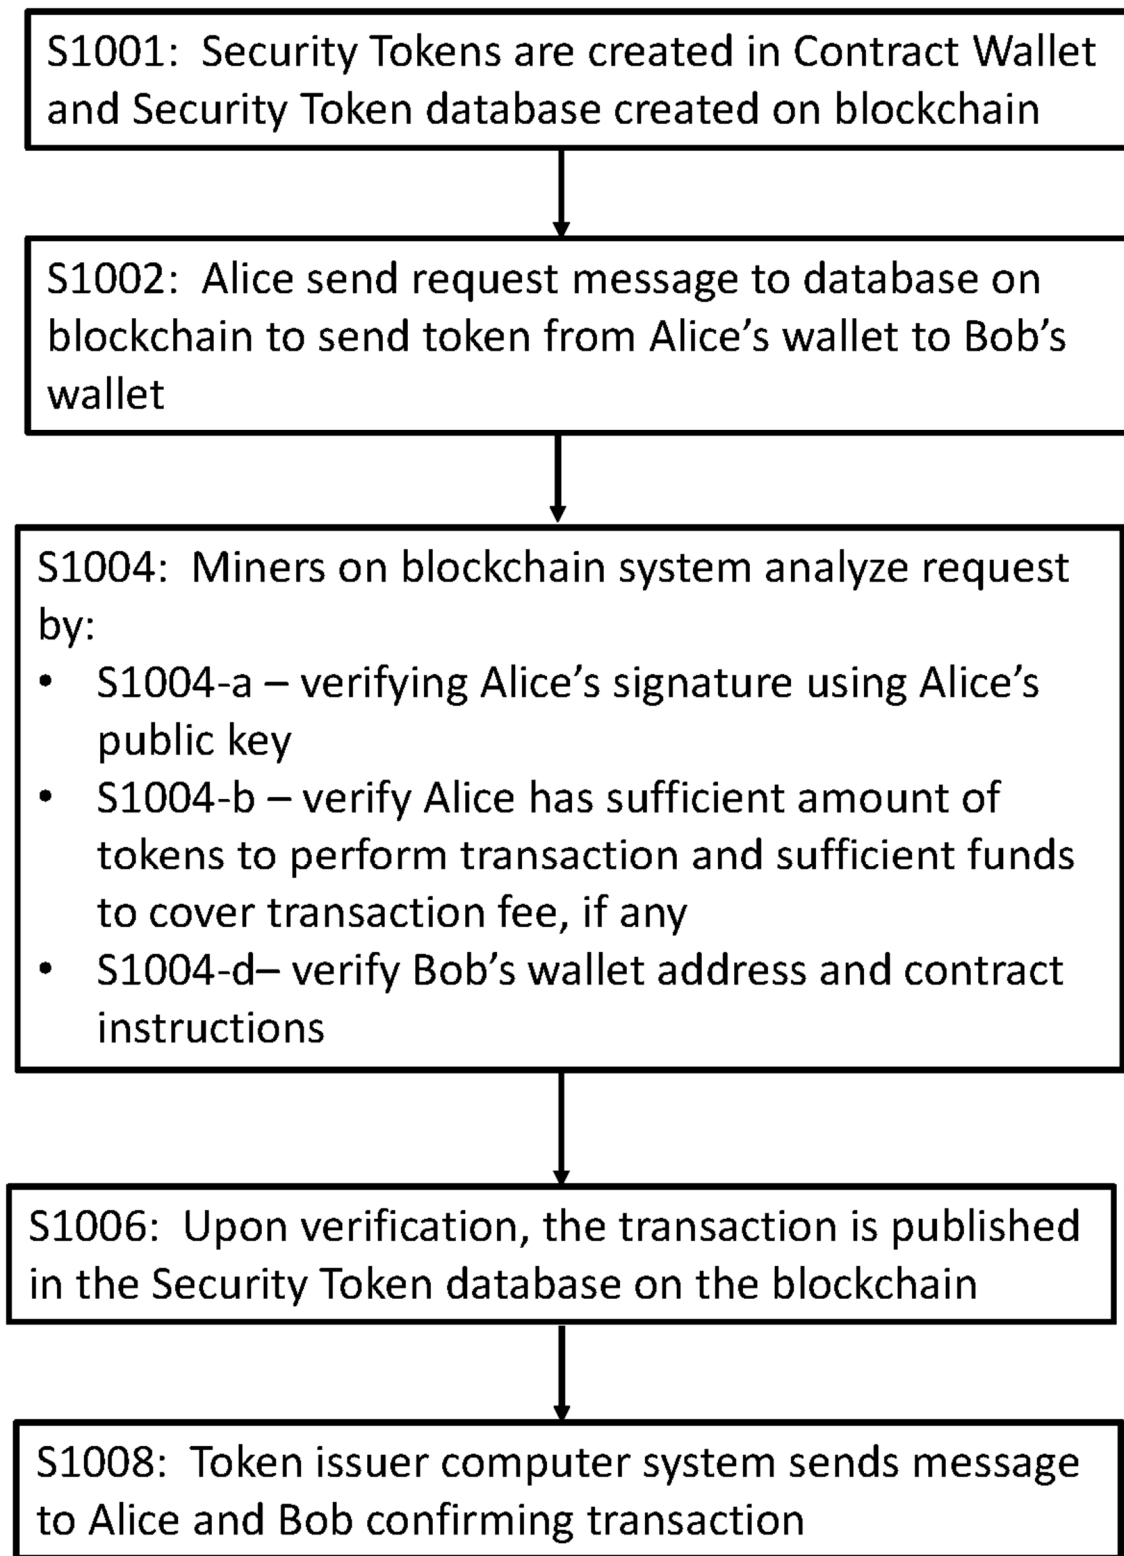 S1001:  Security Tokens are created in Contract Wallet
and Security Token database created on blockchain
S1002:  Alice send request message to database on
blockchain to send token from Alice’s wallet to Bob’s
wallet
S1004:  Miners on blockchain system analyze request
by:
• S1004-a – verifying Alice’s signature using Alice’s
public key
• S1004-b – verify Alice has sufficient amount of
tokens to perform transaction and sufficient funds
to cover transaction fee, if any
• S1004-d– verify Bob’s wallet address and contract
instructions
S1006:  Upon verification, the transaction is published
in the Security Token database on the blockchain
S1008:  Token issuer computer system sends message
to Alice and Bob confirming transaction